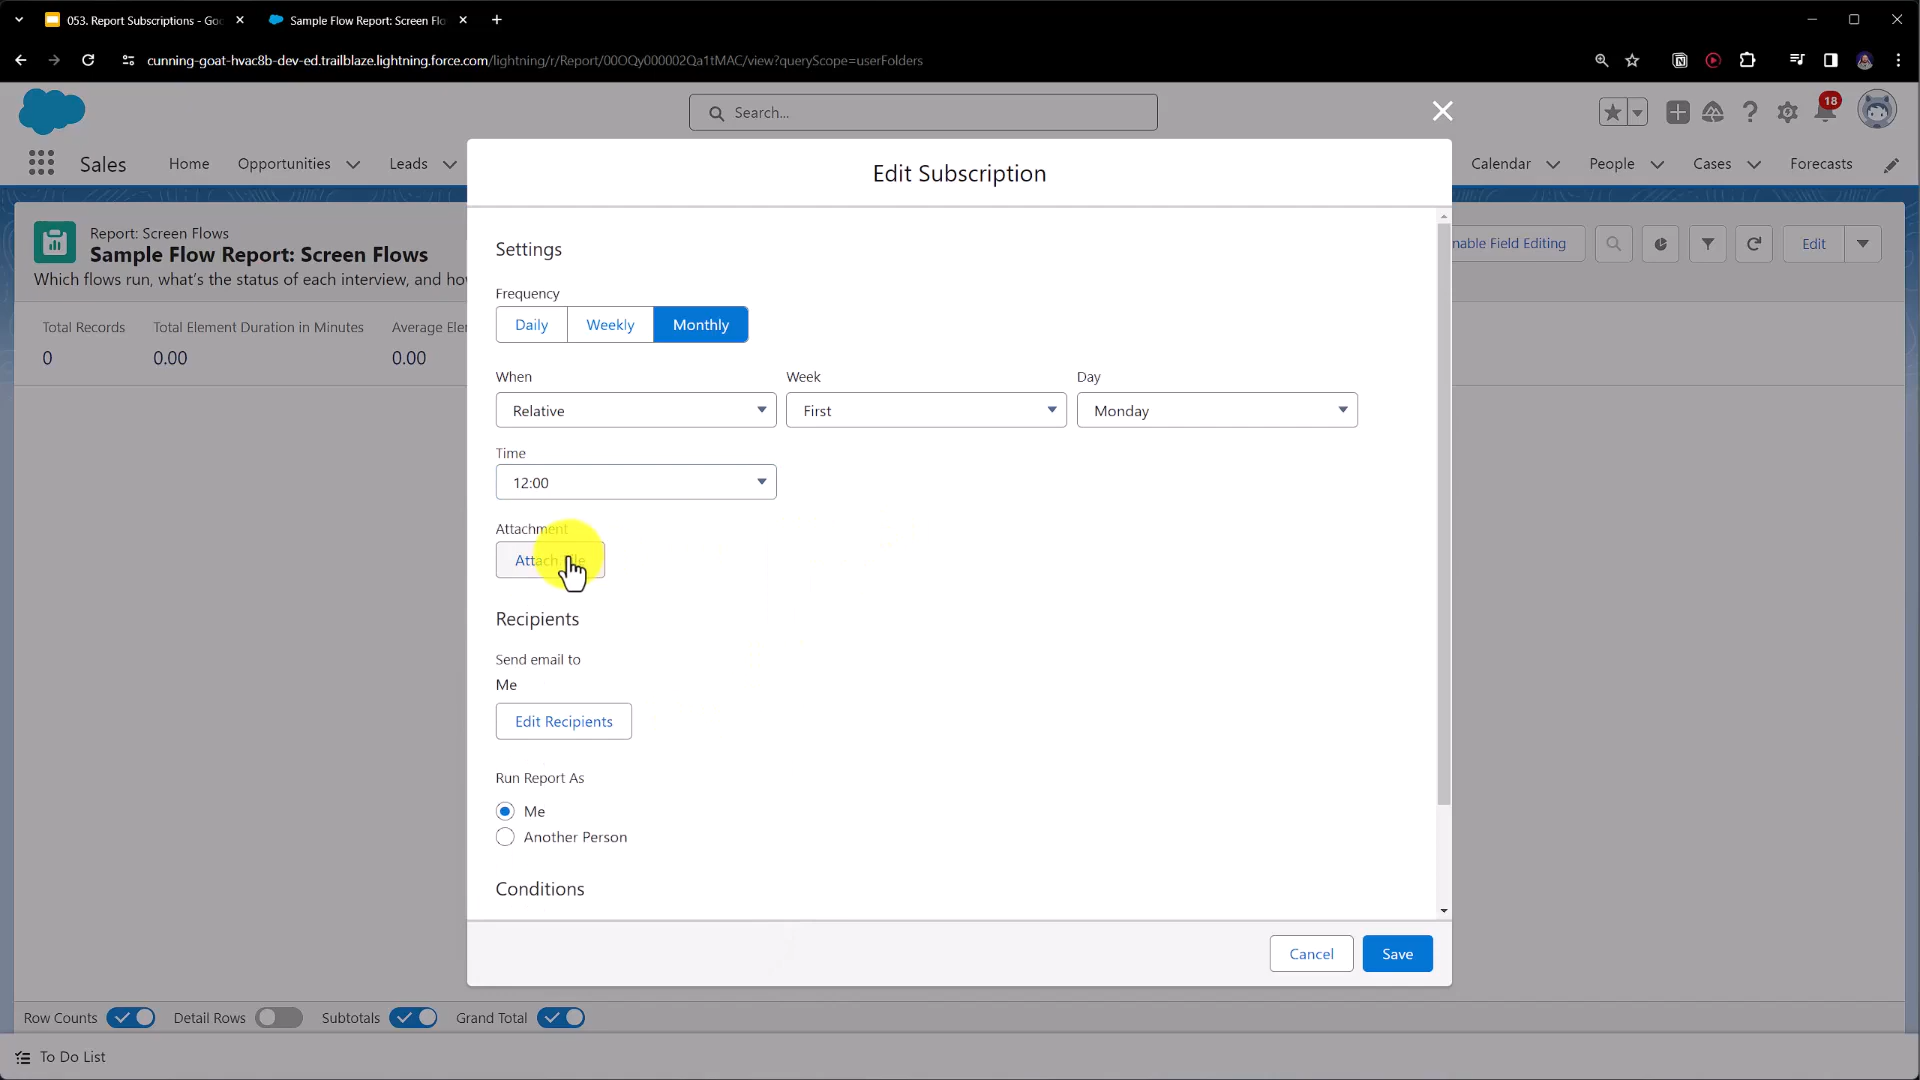 053. Report Subscriptions - Goo
Sample Flow Report: Screen Flo
cunning-goat-hvac8b-dev-ed.trailblaze.lightning.force.com/lightning/r/Report/00OQy000002Qa1tMAC/view?queryScope=userFolders
Search...
18
Sales
Home
Opportunities
Leads
Calendar
People
Cases
Forecasts
Edit Subscription
Report: Screen Flows
Sample Flow Report: Screen Flows
Which flows run, what's the status of each interview, and how
nable Field Editing
Edit
Total Records
Total Element Duration in Minutes
Average Ele
0
0.00
0.00
Settings
Frequency
Daily
Weekly
Monthly
When
Week
Day
Relative
First
Monday
Time
12:00
Attachment
Attach
Recipients
Send email to
Me
Edit Recipients
Run Report As
Me
Another Person
Conditions
Cancel
Save
Row Counts
Detail Rows
Subtotals
Grand Total
To Do List